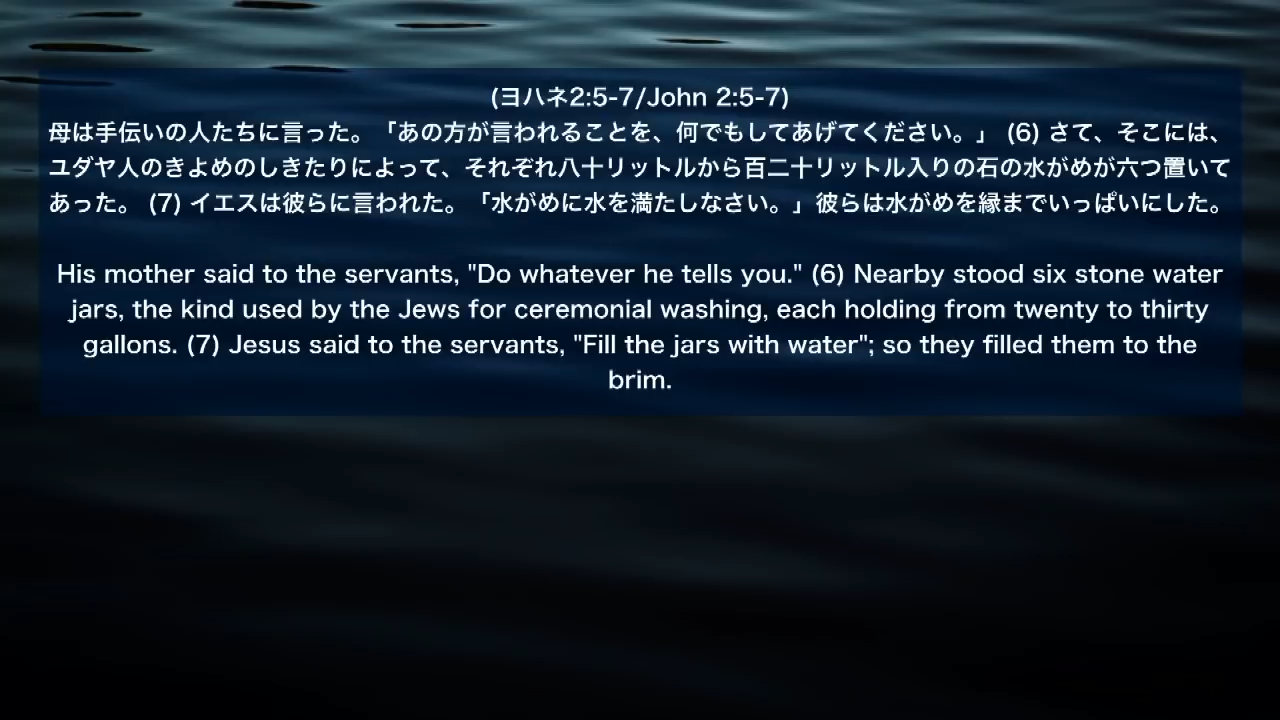 (ヨハネ2:5-7/John 2:5-7)
母は手伝いの人たちに言った。「あの方が言われることを、何でもしてあげてください。」 (6) さて、そこには、
ユダヤ人のきよめのしきたりによって、それぞれ八十リットルから百二十リットル入りの石の水がめが六つ置いて
あった。 (7) イエスは彼らに言われた。「水がめに水を満たしなさい。」彼らは水がめを縁までいっぱいにした。
His mother said to the servants, "Do whatever he tells you." (6) Nearby stood six stone water
jars, the kind used by the Jews for ceremonial washing, each holding from twenty to thirty
gallons. (7) Jesus said to the servants, "Fill the jars with water"; so they filled them to the
brim.